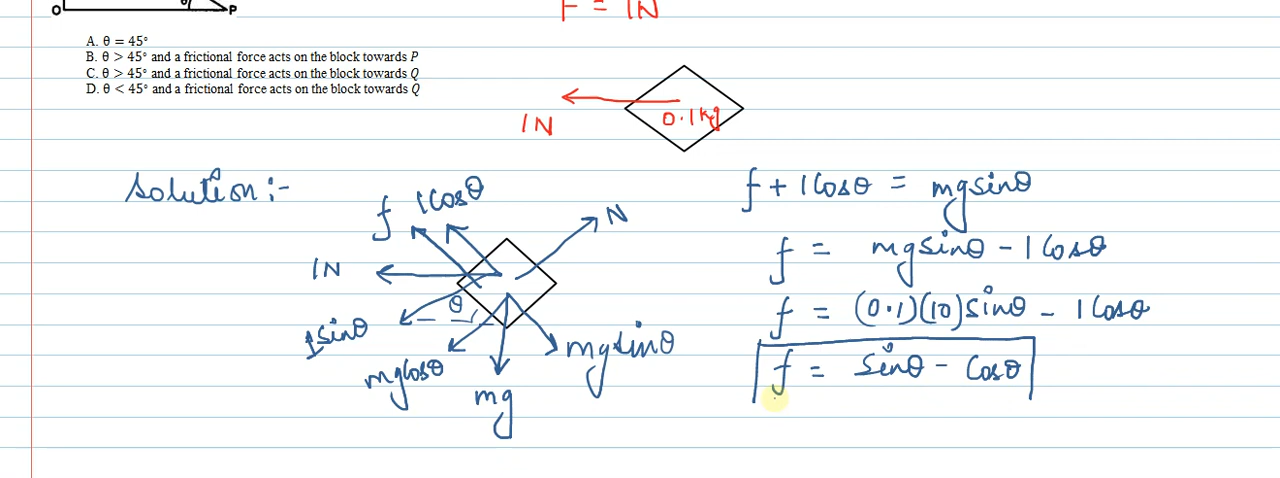 F = 1N
O
θ
P
A. θ = 45°
B. θ > 45° and a frictional force acts on the block towards P
C. θ > 45° and a frictional force acts on the block towards Q
D. θ < 45° and a frictional force acts on the block towards Q
1N
0.1kg
Solution:-
f 1Cosθ
N
1N
θ
1sinθ
mgcosθ
mg
mgsinθ
f + 1Cosθ = mgsinθ
f = mgsinθ - 1Cosθ
f = (0.1)(10)sinθ - 1Cosθ
f = sinθ - Cosθ